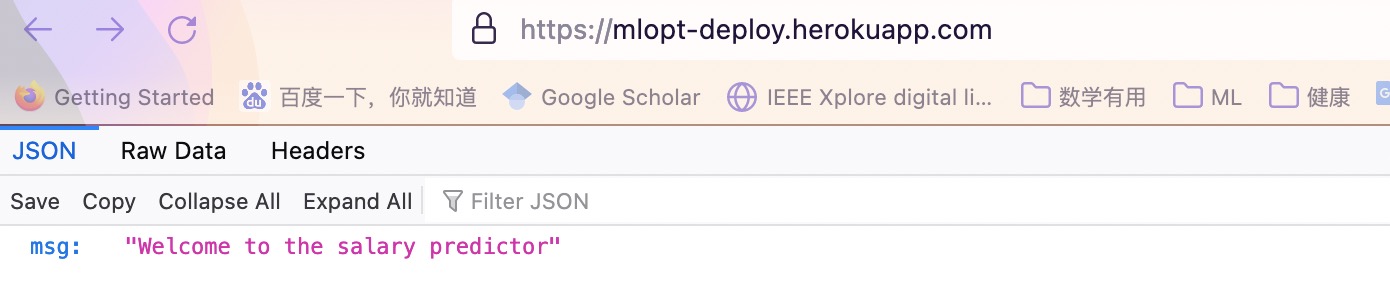 https://mlopt-deploy.herokuapp.com
Getting Started du 百度一下，你就知道 Google Scholar IEEE Xplore digital li... 数学有用 ML 健康 G
JSON Raw Data Headers
Save Copy Collapse All Expand All Filter JSON
msg: "Welcome to the salary predictor"